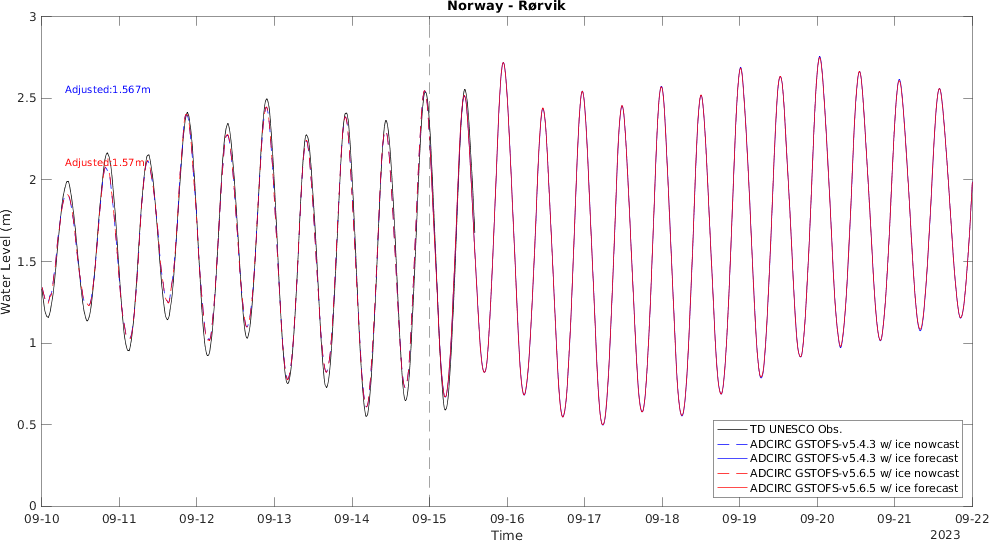 Norway - Rørvik
3
2.5
2
1.5
1
0.5
0
Water Level (m)
Adjusted:1.567m
Adjusted:1.57m
TD UNESCO Obs.
ADCIRC GSTOFS-v5.4.3 w/ ice nowcast
ADCIRC GSTOFS-v5.4.3 w/ ice forecast
ADCIRC GSTOFS-v5.6.5 w/ ice nowcast
ADCIRC GSTOFS-v5.6.5 w/ ice forecast
09-10 09-11 09-12 09-13 09-14 09-15 09-16 09-17 09-18 09-19 09-20 09-21 09-22
Time
2023